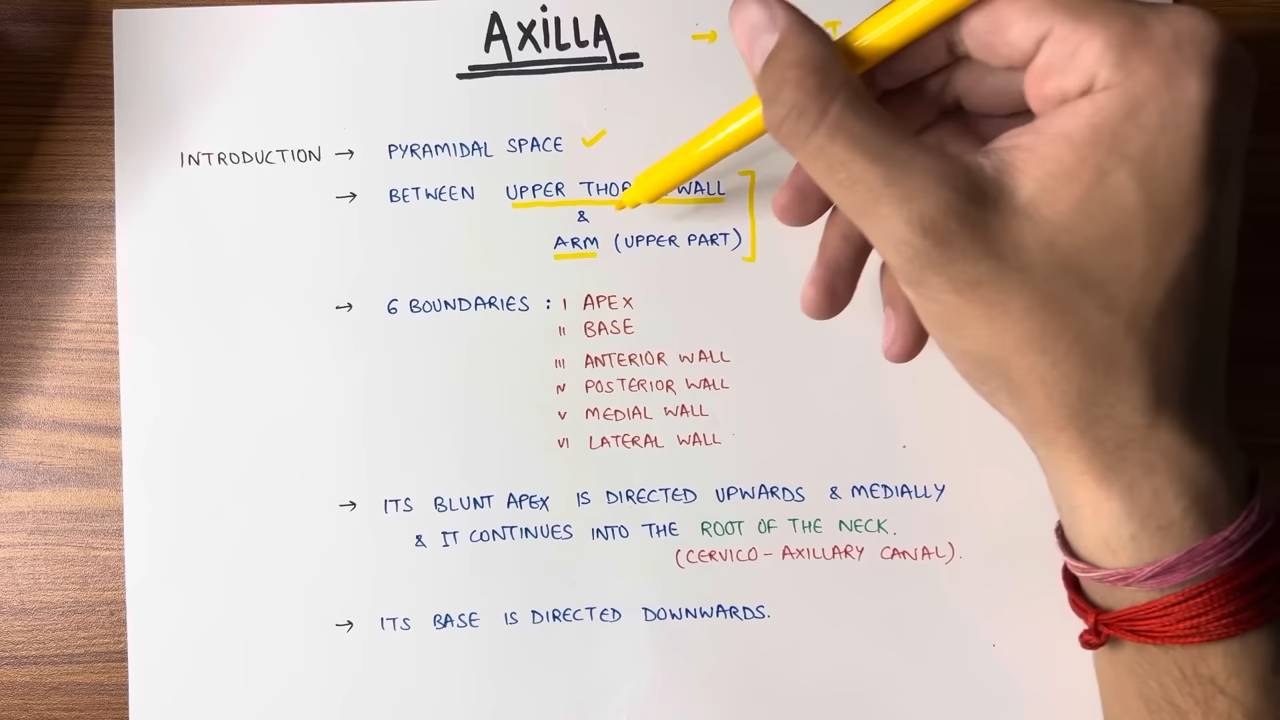 AXILLA →
INTRODUCTION → PYRAMIDAL SPACE ✓
→ BETWEEN UPPER WALL
&
ARM (UPPER PART)
→ 6 BOUNDARIES : I APEX
II BASE
III ANTERIOR WALL
IV POSTERIOR WALL
V MEDIAL WALL
VI LATERAL WALL
→ ITS BLUNT APEX IS DIRECTED UPWARDS & MEDIALLY
& IT CONTINUES INTO THE ROOT OF THE NECK.
(CERVICO-AXILLARY CANAL).
→ ITS BASE IS DIRECTED DOWNWARDS.